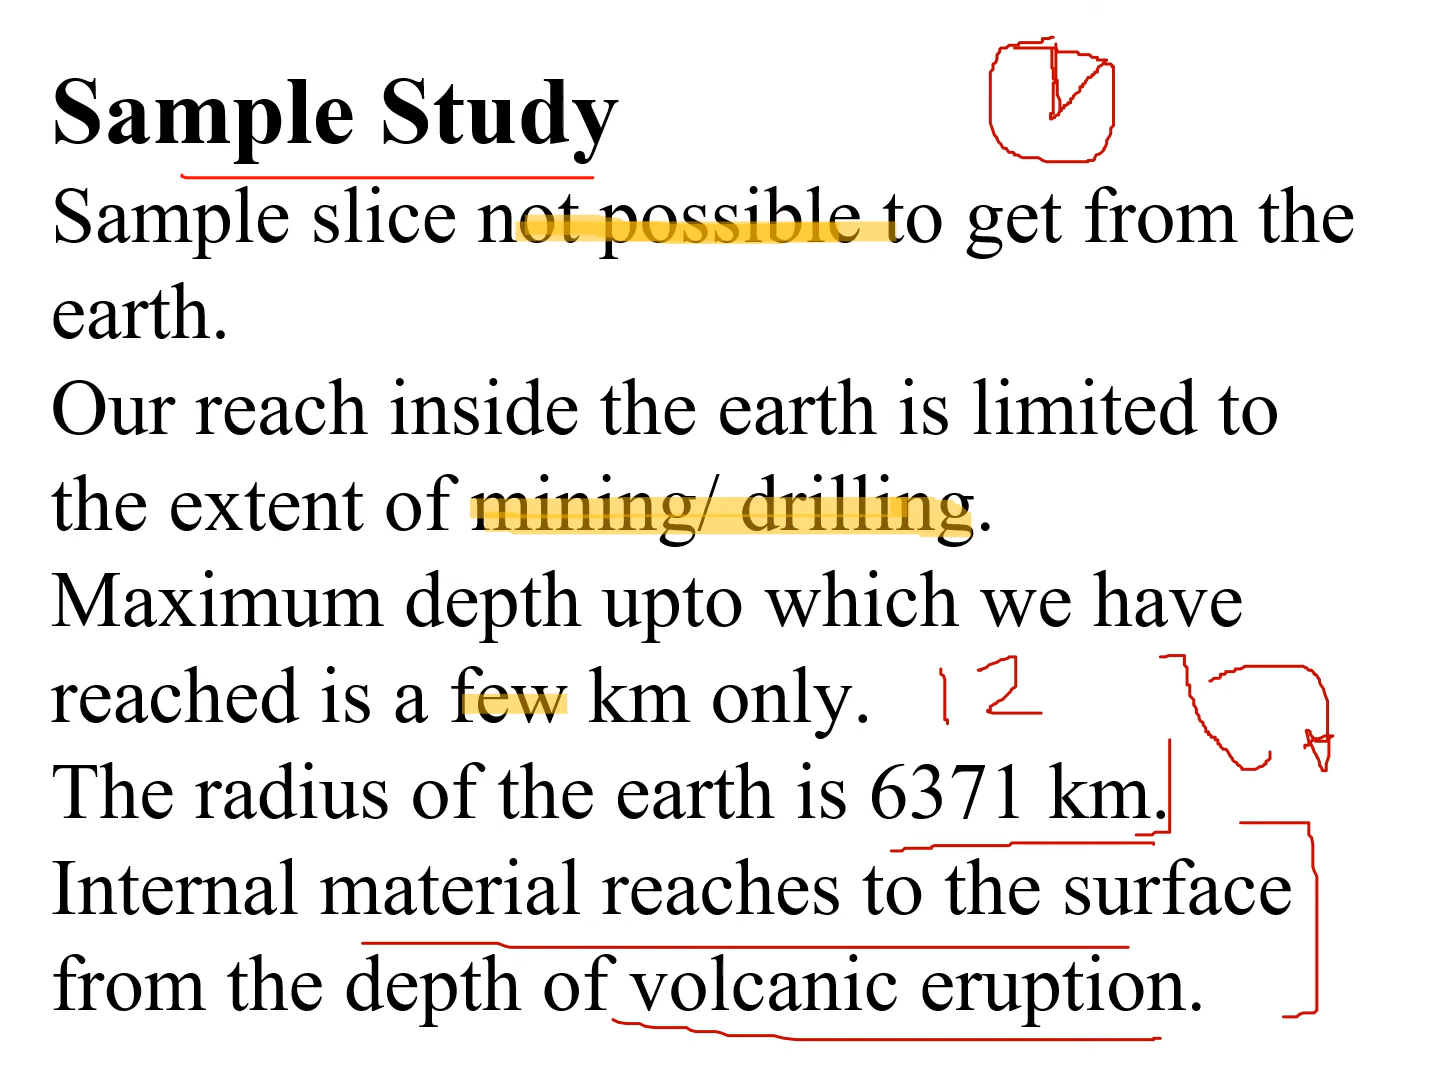 Sample Study
Sample slice not possible to get from the
earth.
Our reach inside the earth is limited to
the extent of mining/ drilling.
Maximum depth upto which we have
reached is a few km only. 12
The radius of the earth is 6371 km.
Internal material reaches to the surface
from the depth of volcanic eruption.